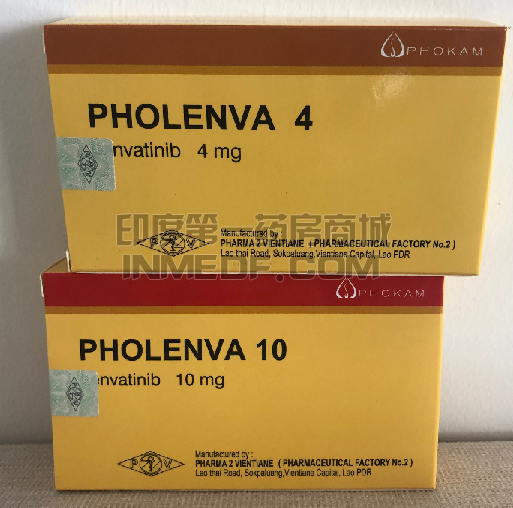 PHOKAM
PHOLENVA 4
nvatinib 4 mg
Manufactured by :
PHARMA 2 VIENTIANE ( PHARMACEUTICAL FACTORY No.2 )
Lao thai Road, Sokpaluang,Vientiane Capital, Lao PDR
P V
印度第一药房商城
INMEDF.COM
PHOKAM
PHOLENVA 10
envatinib 10 mg
Manufactured by :
PHARMA 2 VIENTIANE ( PHARMACEUTICAL FACTORY No.2 )
Lao thai Road, Sokpaluang,Vientiane Capital, Lao PDR
P V